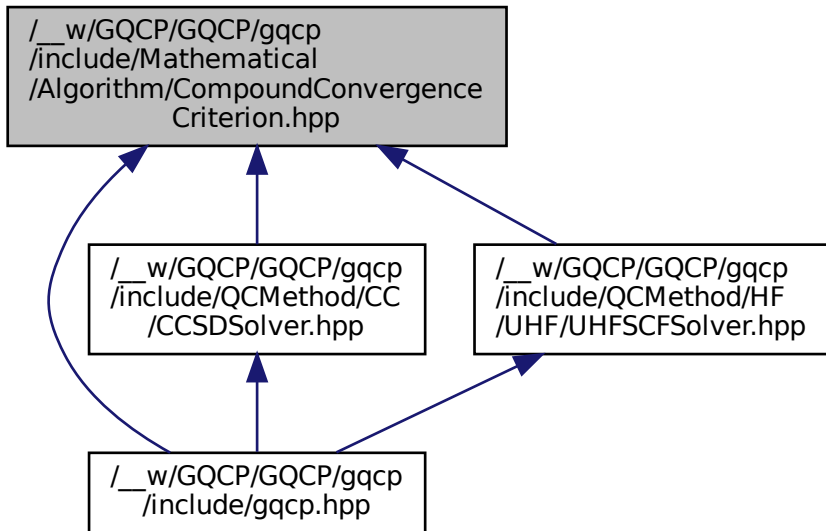 /__w/GQCP/GQCP/gqcp
/include/Mathematical
/Algorithm/CompoundConvergence
Criterion.hpp
/__w/GQCP/GQCP/gqcp
/include/QCMethod/CC
/CCSDSolver.hpp
/__w/GQCP/GQCP/gqcp
/include/QCMethod/HF
/UHF/UHFSCFSolver.hpp
/__w/GQCP/GQCP/gqcp
/include/gqcp.hpp